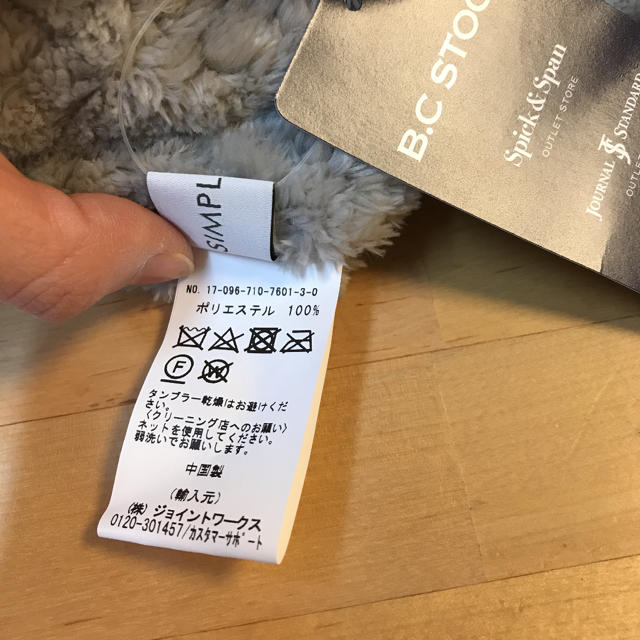 SIMPL
NO. 17-096-710-7601-3-0
ポリエステル 100%
F
W
タンブラー乾燥はお避けくだ
さい。
〈クリーニング店へのお願い〉
ネットを使用してください。
弱洗いでお願いします。
中国製
(輸入元)
(株) ジョイントワークス
0120-301457/カスタマーサポート
B.C STOC
Spick & Span
OUTLET STORE
JOURNAL STANDARD